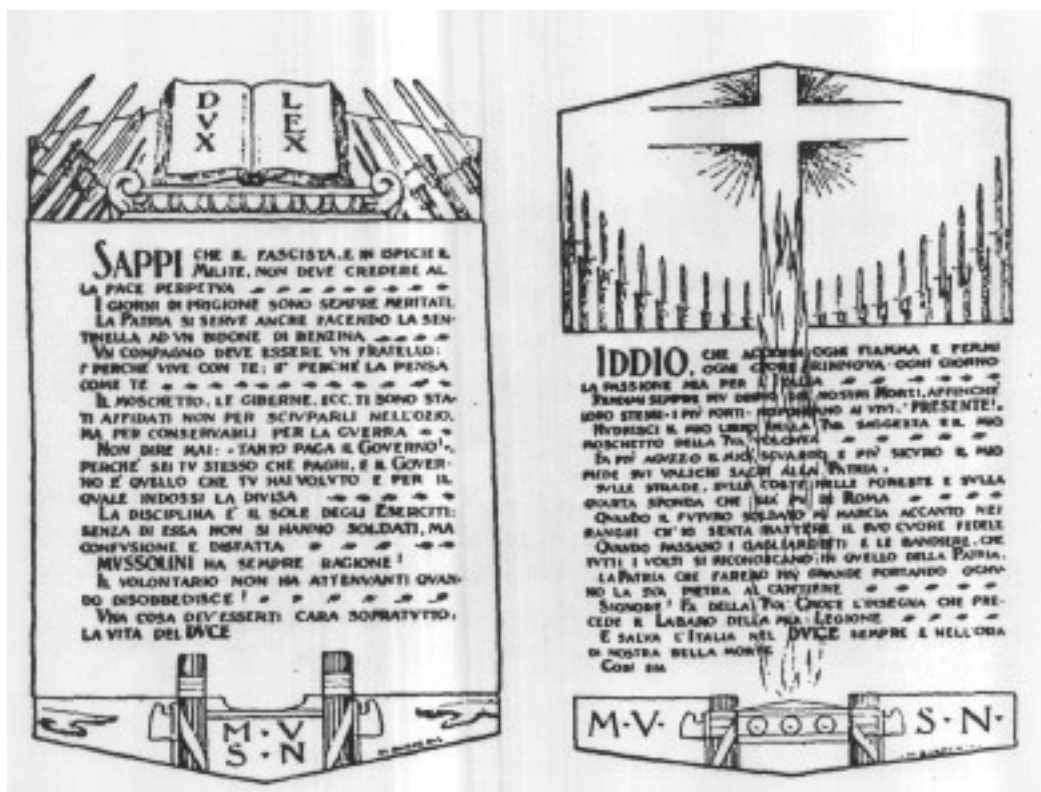 DVX
LEX
SAPPI CHE IL FASCISTA, E IN ISPECIE IL
MILITE, NON DEVE CREDERE AL
LA PACE PERPETVA
I GIORNI DI PRIGIONE SONO SEMPRE MERITATI.
LA PATRIA SI SERVE ANCHE FACENDO LA SEN-
TINELLA AD VN BIDONE DI BENZINA
VN COMPAGNO DEVE ESSERE VN FRATELLO:
PERCHÈ VIVE CON TE; PERCHÈ LA PENSA
COME TE
IL MOSCHETTO, LE GIBERNE, ECC. TI SONO STA-
TI AFFIDATI NON PER SCIVPARLI NELL'OZIO,
MA PER CONSERVARLI PER LA GVERRA
NON DIRE MAI: «TANTO PAGA IL GOVERNO!»,
PERCHÈ SEI TV STESSO CHE PAGHI, E IL GOVER-
NO È QVELLO CHE TV HAI VOLVTO E PER IL
QVALE INDOSSI LA DIVISA
LA DISCIPLINA È IL SOLE DEGLI ESERCITI:
SENZA DI ESSA NON SI HANNO SOLDATI, MA
CONFVSIONE E DISFATTA
MVSSOLINI HA SEMPRE RAGIONE!
IL VOLONTARIO NON HA ATTENVANTI QVAN-
DO DISOBBEDISCE!
VNA COSA DEV'ESSERTI CARA SOPRATVTTO:
LA VITA DEL DVCE
M · V
S · N
IDDIO, CHE ACCENDI OGNI FIAMMA E FERMI
OGNI CVORE, RINNOVA OGNI GIORNO
LA PASSIONE MIA PER L'ITALIA
RENDIMI SEMPRE PIV DEGNO DEI NOSTRI MORTI, AFFINCHÈ
LORO STESSI - I PIV FORTI - RISPONDANO AI VIVI: "PRESENTE!"
NVDRISCI IL MIO LIBRO DELLA TVA SAGGEZZA E IL MIO
MOSCHETTO DELLA TVA VOLONTÀ
FA PIV' AGVZZO IL MIO SGVARDO E PIV' SICVRO IL MIO
PIEDE SVI VALICHI SACRI ALLA PATRIA:
SVLLE STRADE, SVLLE COSTE, NELLE FORESTE E SVLLA
QVARTA SPONDA CHE GIÀ FV DI ROMA
QVANDO IL FVTVRO SOLDATO MI MARCIA ACCANTO NEI
RANGHI CH'IO SENTA BATTERE IL SVO CVORE FEDELE
QVANDO PASSANO I GAGLIARDETTI E LE BANDIERE, CHE
TVTTI I VOLTI SI RICONOSCANO IN QVELLO DELLA PATRIA.
LA PATRIA CHE FAREMO PIV GRANDE PORTANDO OGNV-
NO LA SVA PIETRA AL CANTIERE
SIGNORE! FA DELLA TVA CROCE L'INSEGNA CHE PRE-
CEDE IL LABARO DELLA MIA LEGIONE
E SALVA L'ITALIA NEL DVCE SEMPRE E NELL'ORA
DI NOSTRA BELLA MORTE
COSI SIA
M · V · S · N ·